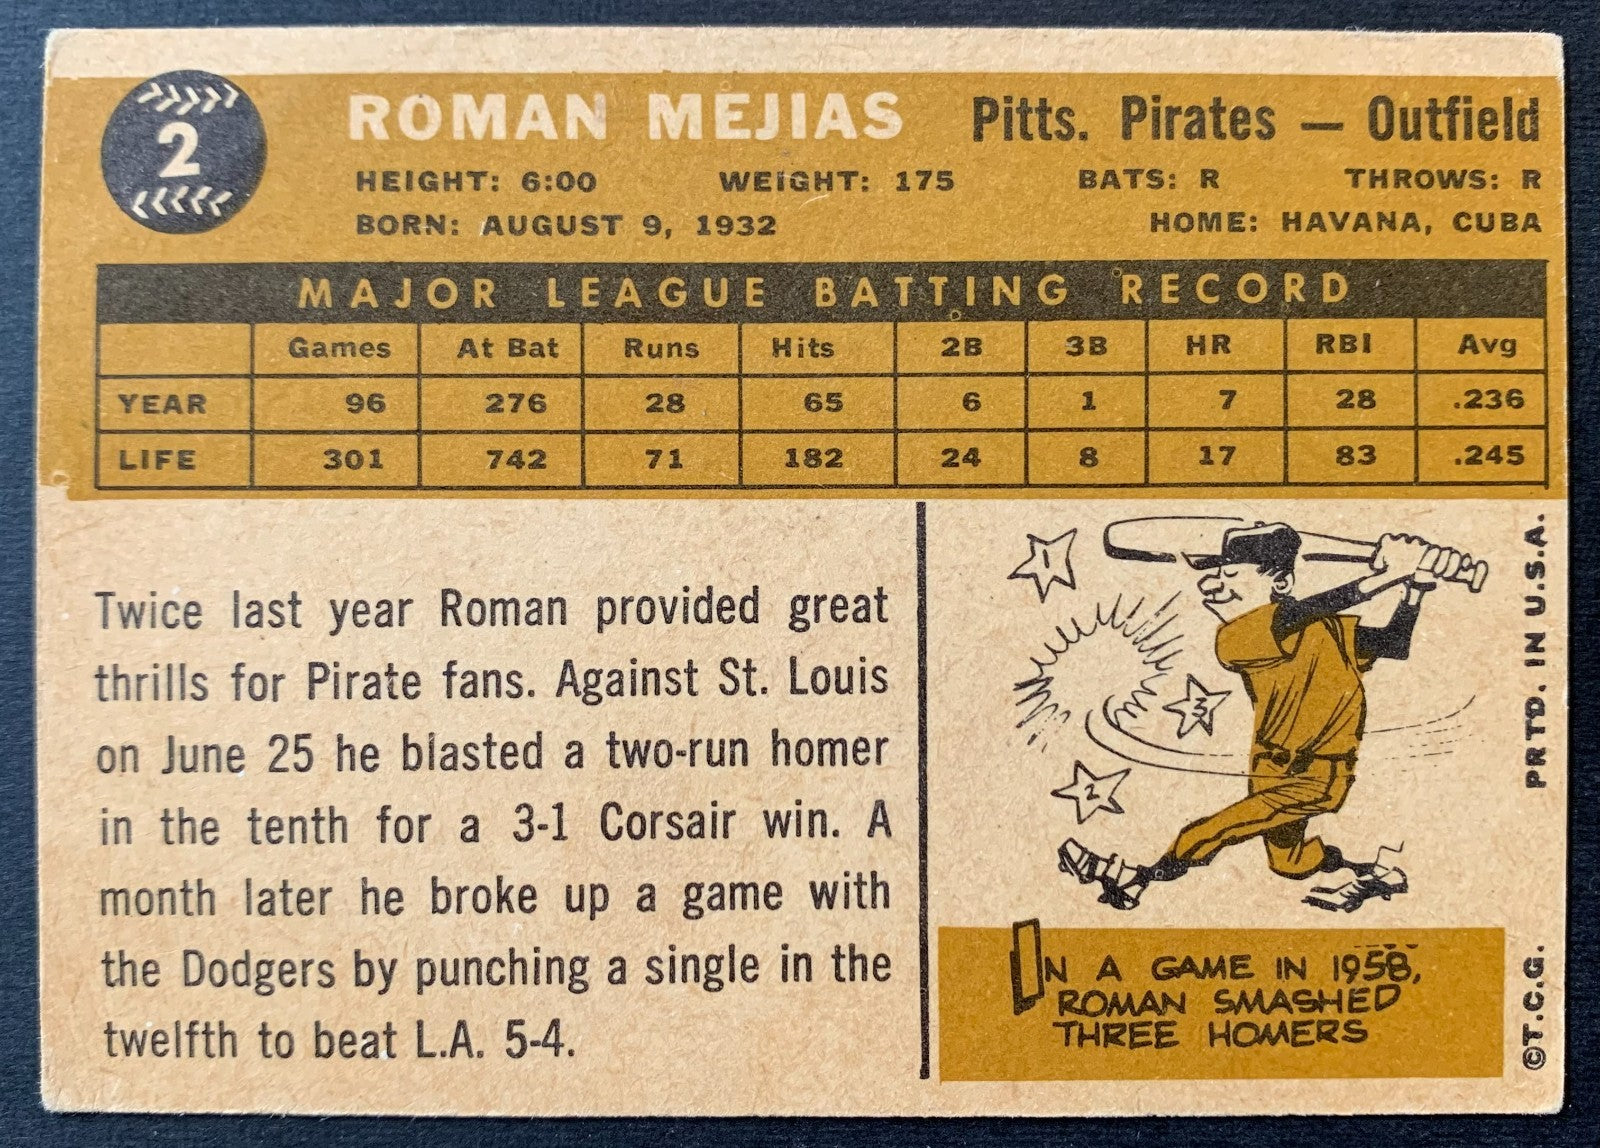 2
ROMAN MEJIAS Pitts. Pirates — Outfield
HEIGHT: 6:00 WEIGHT: 175 BATS: R THROWS: R
BORN: AUGUST 9, 1932 HOME: HAVANA, CUBA
MAJOR LEAGUE BATTING RECORD
Games At Bat Runs Hits 2B 3B HR RBI Avg
YEAR 96 276 28 65 6 1 7 28 .236
LIFE 301 742 71 182 24 8 17 83 .245
Twice last year Roman provided great
thrills for Pirate fans. Against St. Louis
on June 25 he blasted a two-run homer
in the tenth for a 3-1 Corsair win. A
month later he broke up a game with
the Dodgers by punching a single in the
twelfth to beat L.A. 5-4.
1
3
2
IN A GAME IN 1958,
ROMAN SMASHED
THREE HOMERS
©T.C.G. PRTD. IN U.S.A.